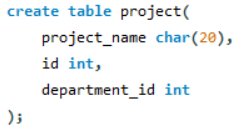 create table project(
    project_name char(20),
    id int,
    department_id int
);